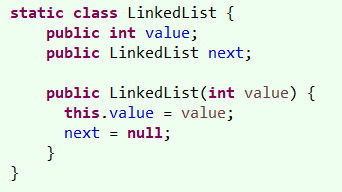 static class LinkedList {
    public int value;
    public LinkedList next;

    public LinkedList(int value) {
      this.value = value;
      next = null;
    }
}